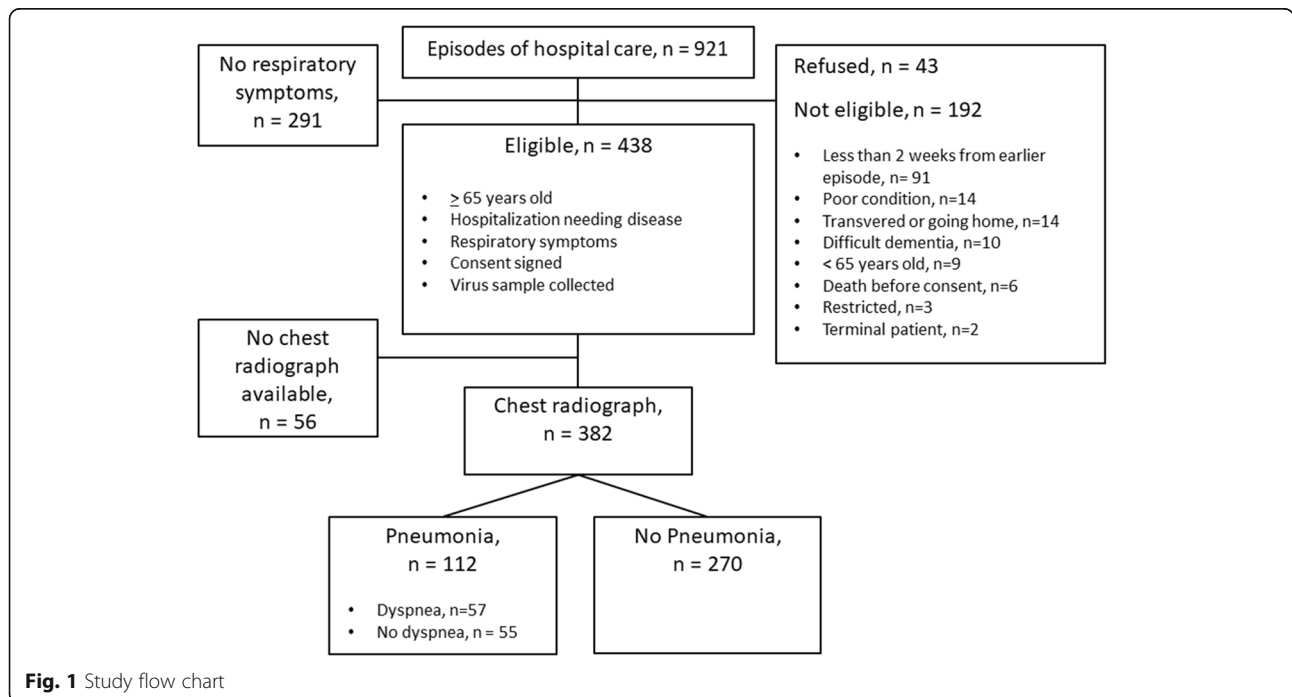 Episodes of hospital care, n = 921
No respiratory
symptoms,
n = 291
Refused, n = 43
Not eligible, n = 192
• Less than 2 weeks from earlier
episode, n= 91
• Poor condition, n=14
• Transvered or going home, n=14
• Difficult dementia, n=10
• < 65 years old, n=9
• Death before consent, n=6
• Restricted, n=3
• Terminal patient, n=2
Eligible, n = 438
• ≥ 65 years old
• Hospitalization needing disease
• Respiratory symptoms
• Consent signed
• Virus sample collected
No chest
radiograph
available,
n = 56
Chest radiograph,
n = 382
Pneumonia,
n = 112
• Dyspnea, n=57
• No dyspnea, n = 55
No Pneumonia,
n = 270
Fig. 1 Study flow chart